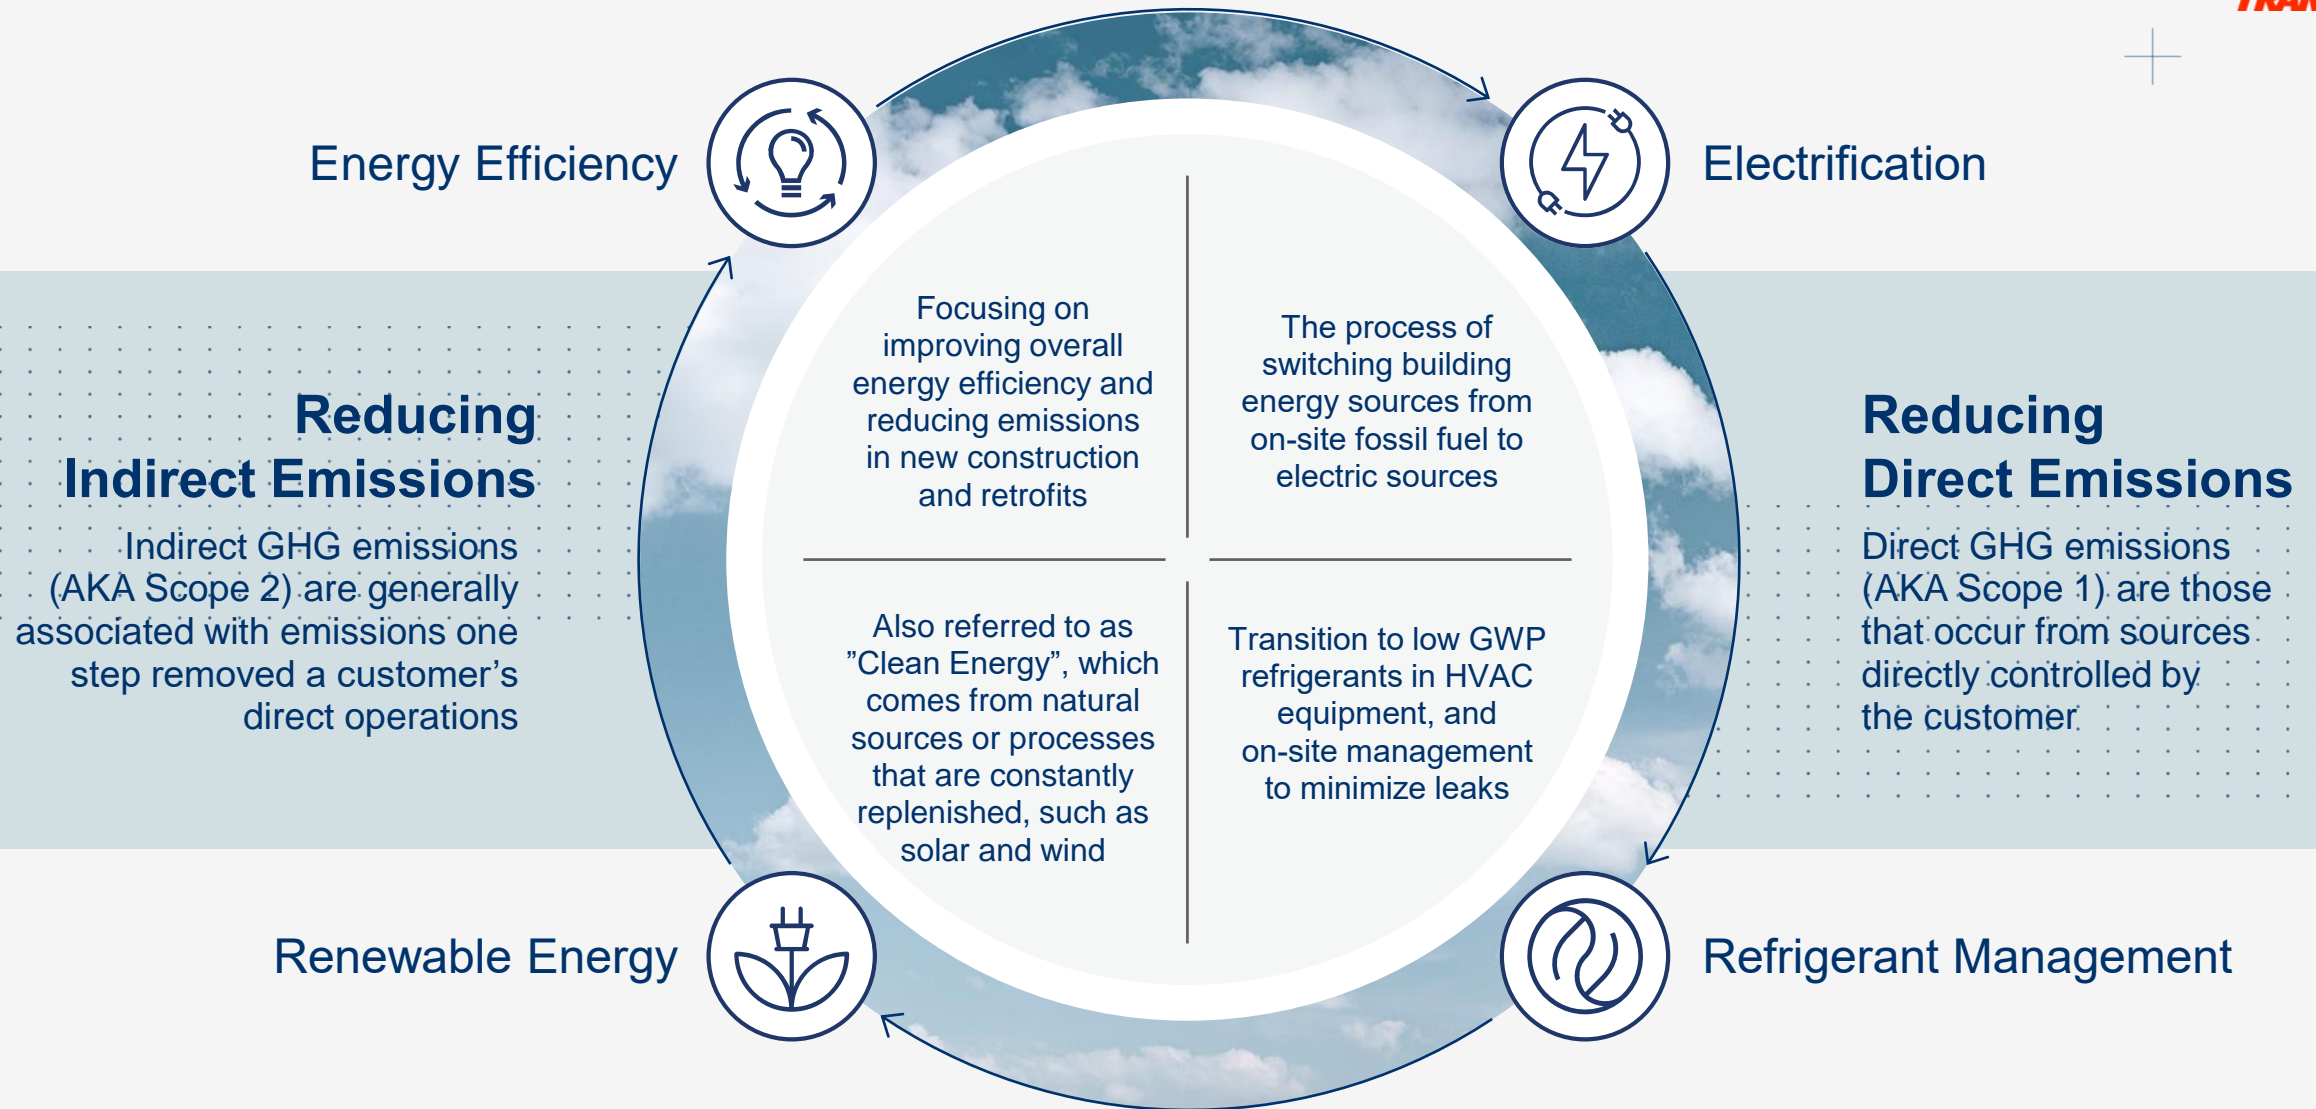 Energy Efficiency
Electrification
Reducing
Indirect Emissions
Indirect GHG emissions
(AKA Scope 2) are generally
associated with emissions one
step removed a customer’s
direct operations
Focusing on
improving overall
energy efficiency and
reducing emissions
in new construction
and retrofits
The process of
switching building
energy sources from
on-site fossil fuel to
electric sources
Also referred to as
”Clean Energy”, which
comes from natural
sources or processes
that are constantly
replenished, such as
solar and wind
Transition to low GWP
refrigerants in HVAC
equipment, and
on-site management
to minimize leaks
Reducing
Direct Emissions
Direct GHG emissions
(AKA Scope 1) are those
that occur from sources
directly controlled by
the customer
Renewable Energy
Refrigerant Management